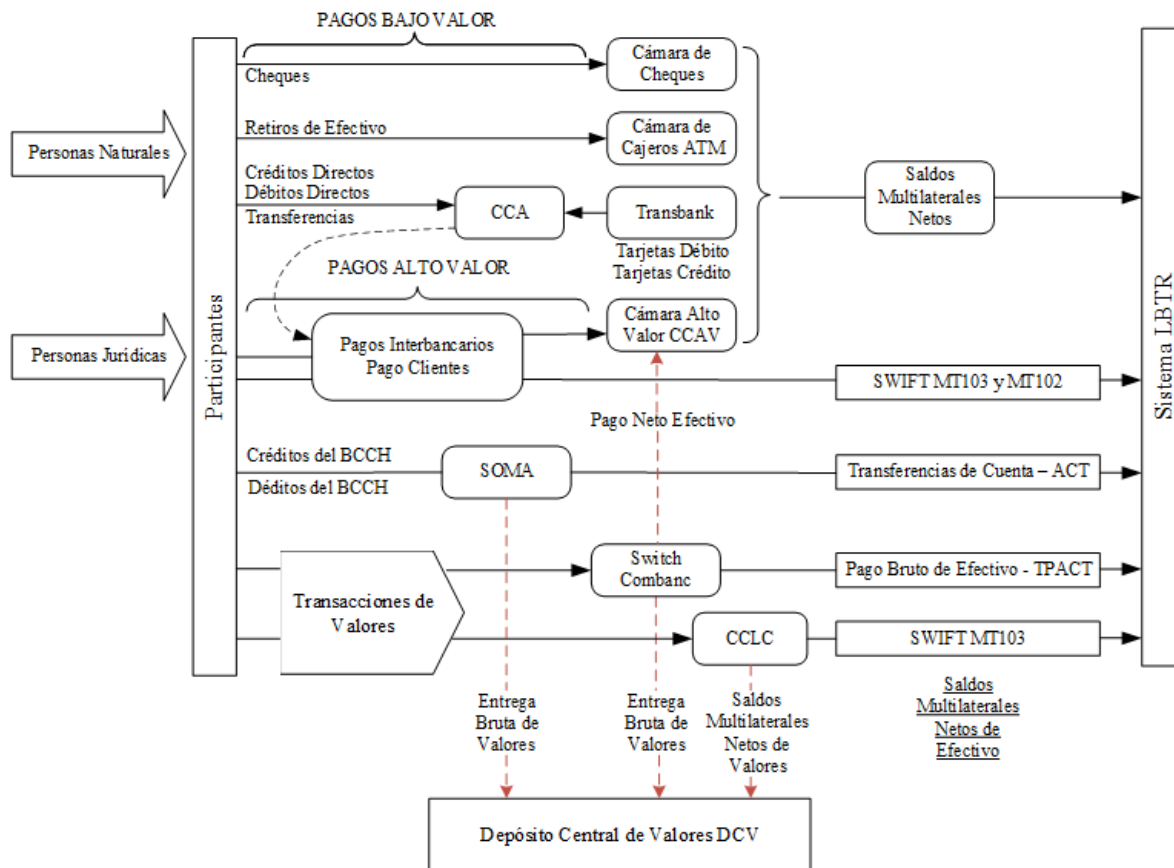 PAGOS BAJO VALOR
Cheques
Cámara de
Cheques
Retiros de Efectivo
Cámara de
Cajeros ATM
Personas Naturales
Créditos Directos
Débitos Directos
Transferencias
CCA
Transbank
Tarjetas Débito
Tarjetas Crédito
Saldos
Multilaterales
Netos
Sistema LBTR
Participantes
PAGOS ALTO VALOR
Personas Jurídicas
Pagos Interbancarios
Pago Clientes
Cámara Alto
Valor CCAV
SWIFT MT103 y MT102
Pago Neto Efectivo
Créditos del BCCH
Déditos del BCCH
SOMA
Transferencias de Cuenta – ACT
Transacciones de
Valores
Switch
Combanc
Pago Bruto de Efectivo - TPACT
CCLC
SWIFT MT103
Entrega
Bruta de
Valores
Entrega
Bruta de
Valores
Saldos
Multilaterales
Netos de
Valores
Saldos
Multilaterales
Netos de
Efectivo
Depósito Central de Valores DCV